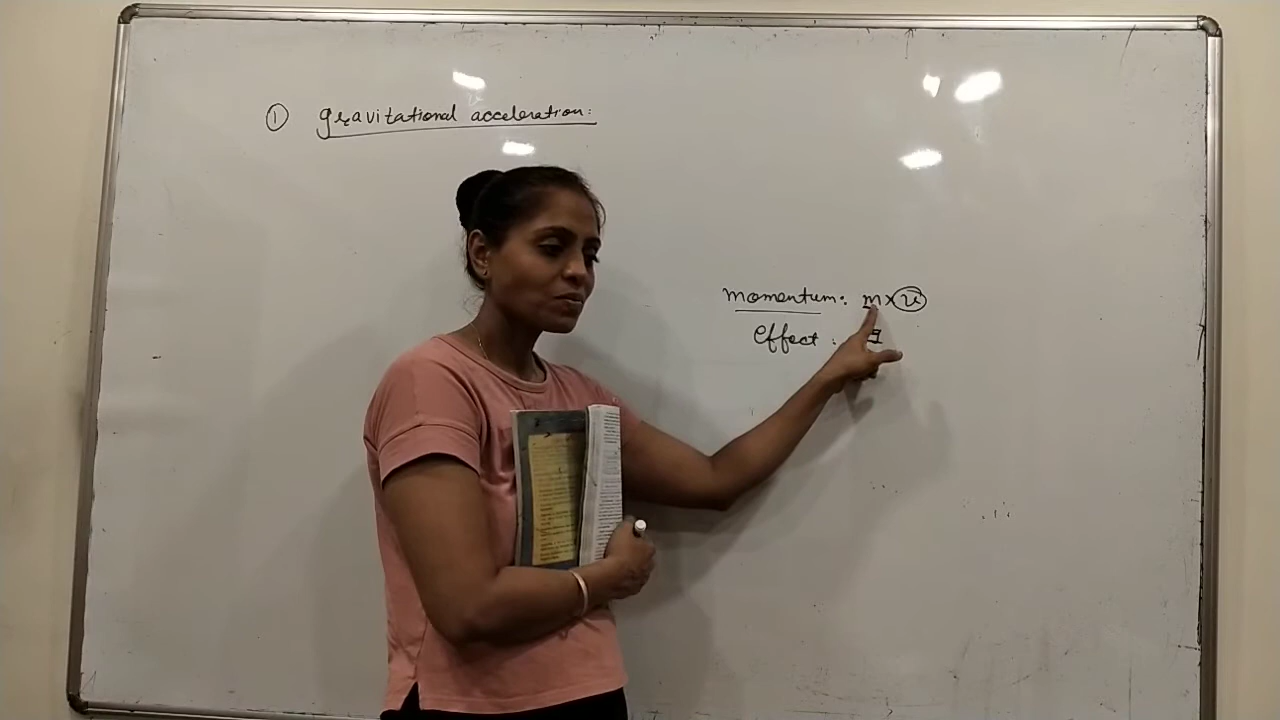 ① gravitational acceleration:
Momentum: m×v
Effect :